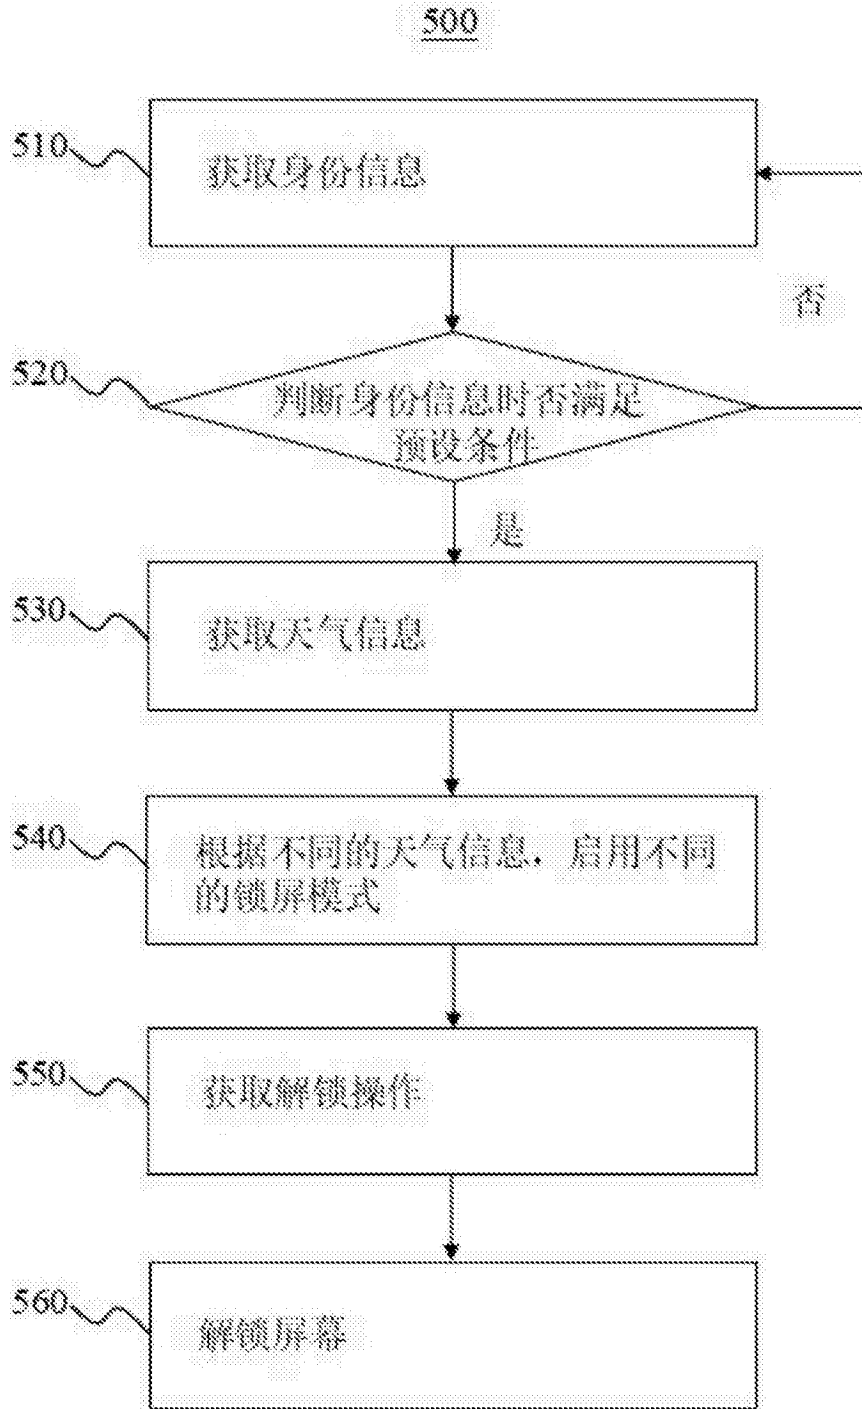 500
510
获取身份信息
否
520
判断身份信息时否满足
预设条件
是
530
获取天气信息
540
根据不同的天气信息．启用不同
的锁屏模式
550
获取解锁操作
560
解锁屏幕